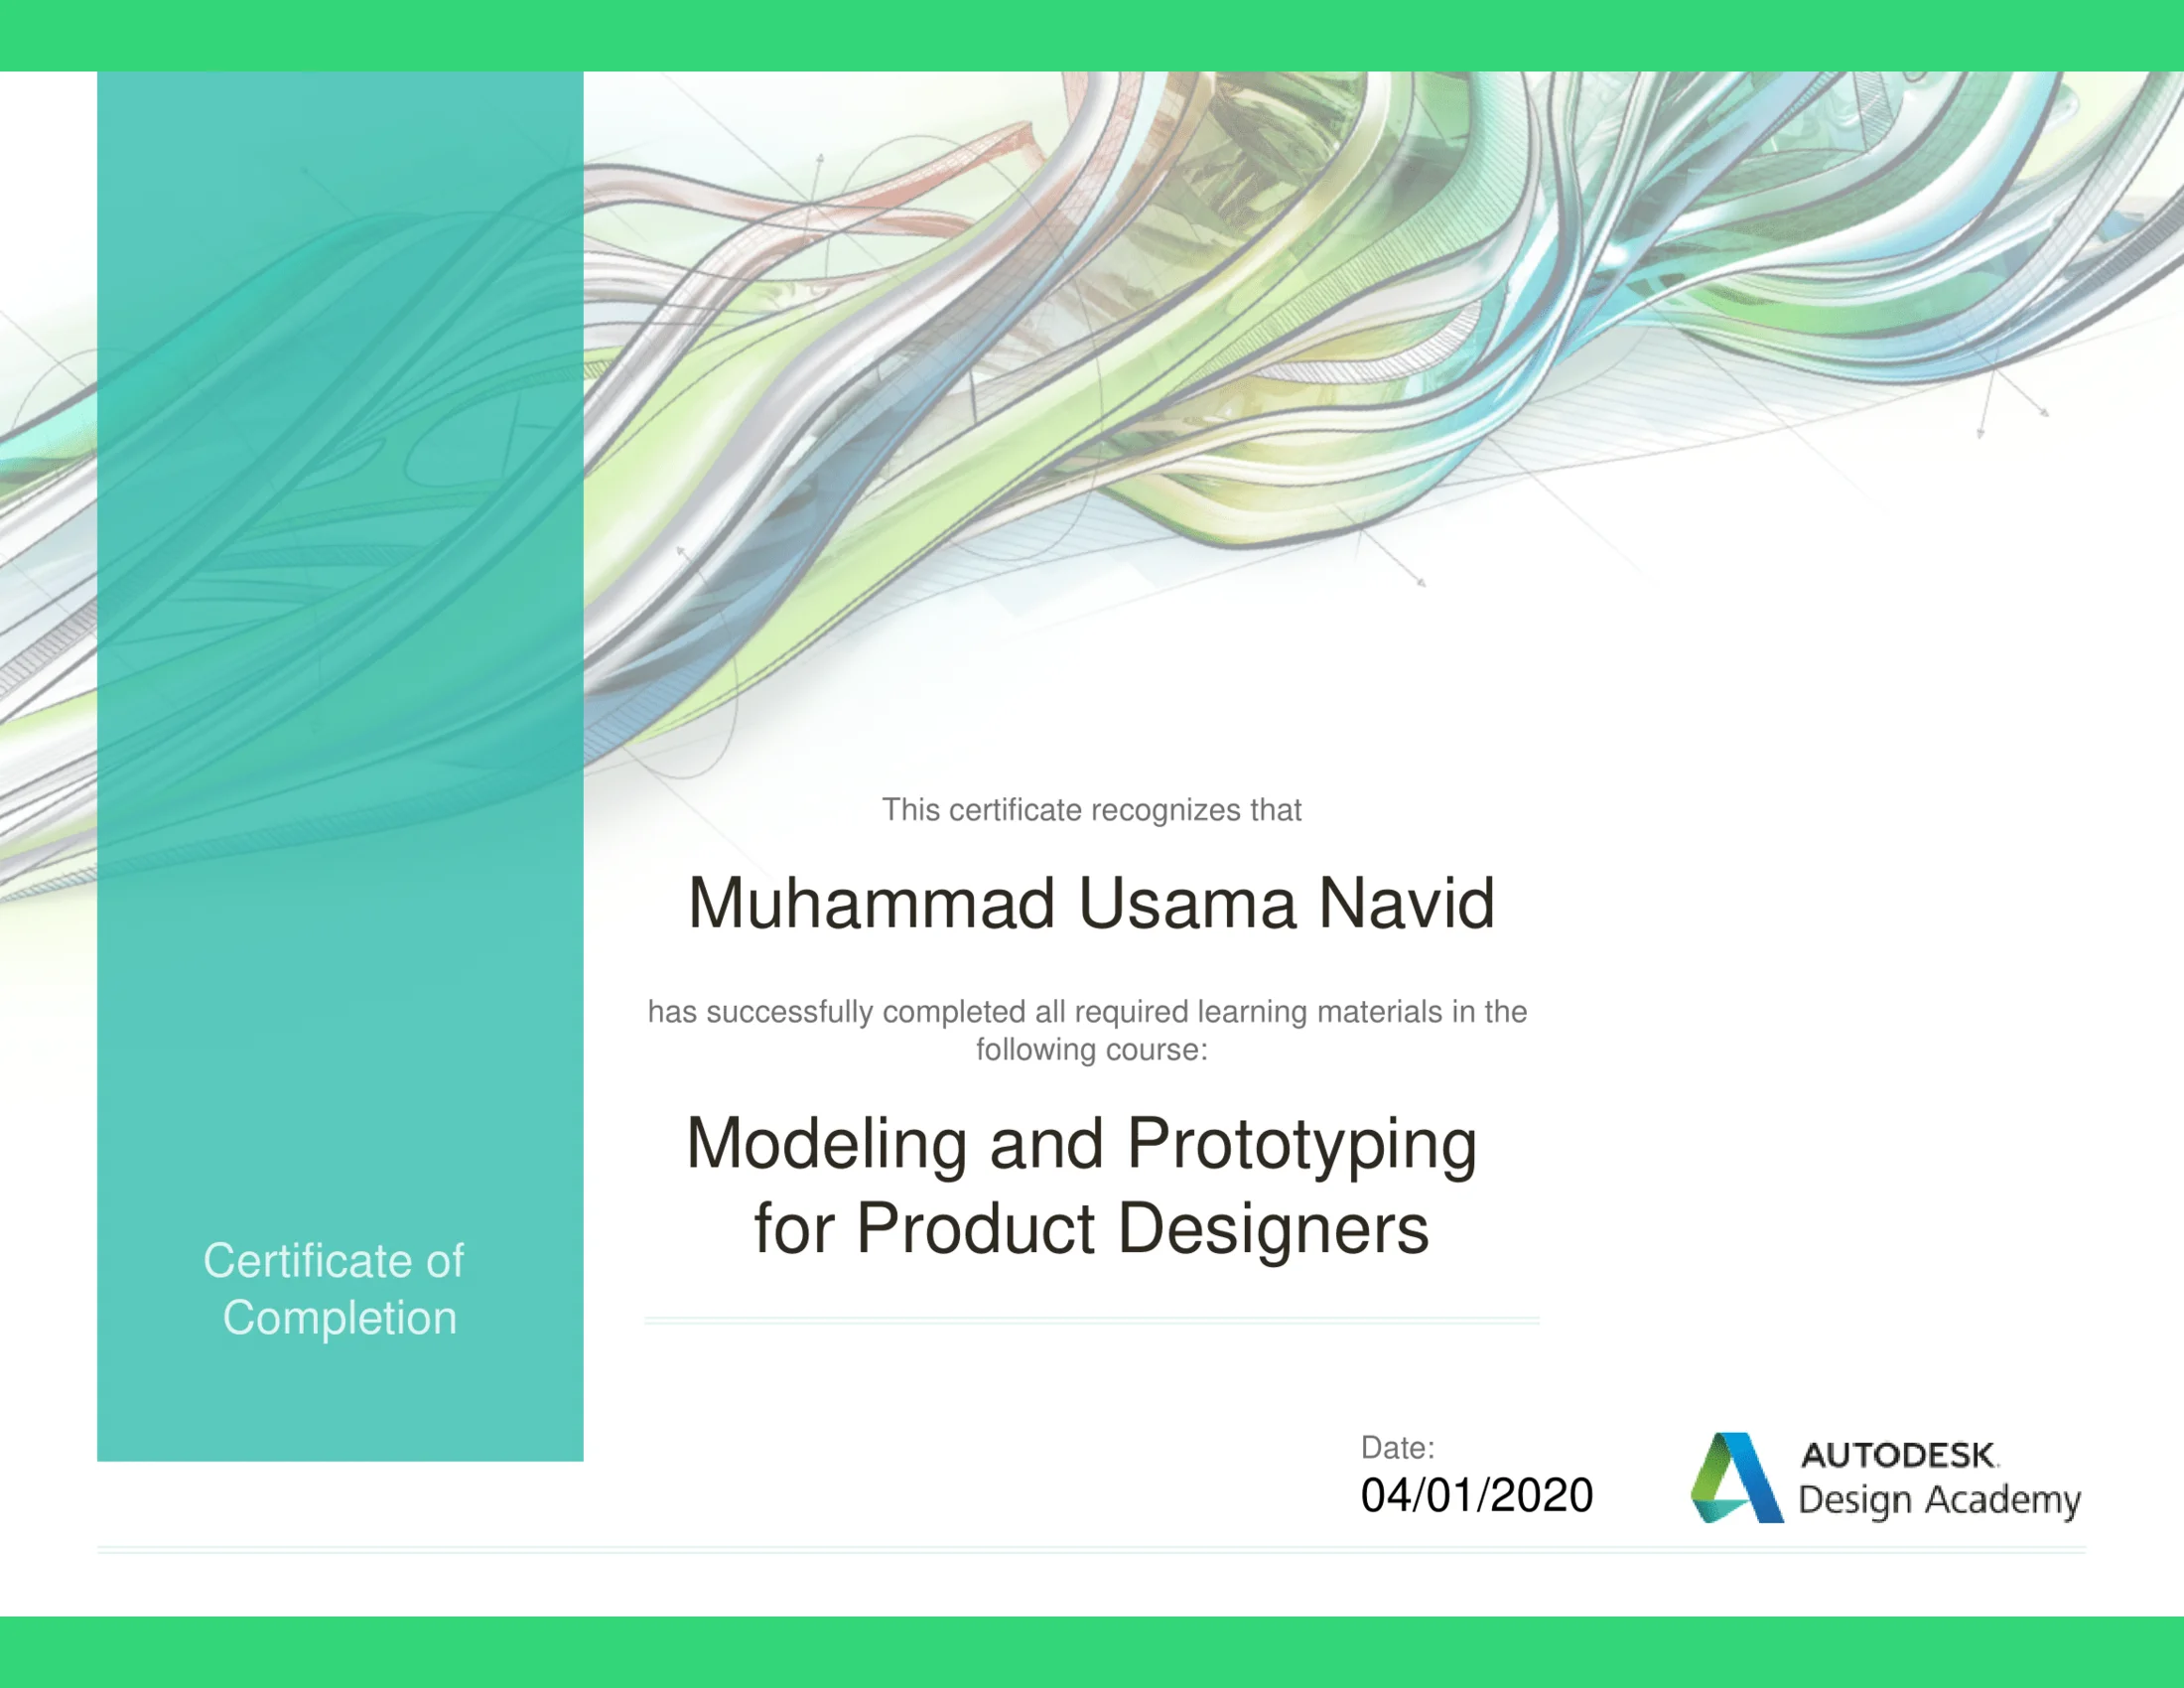 This certificate recognizes that
Muhammad Usama Navid
has successfully completed all required learning materials in the
following course:
Modeling and Prototyping
for Product Designers
Certificate of
Completion
Date:
04/01/2020
AUTODESK.
Design Academy